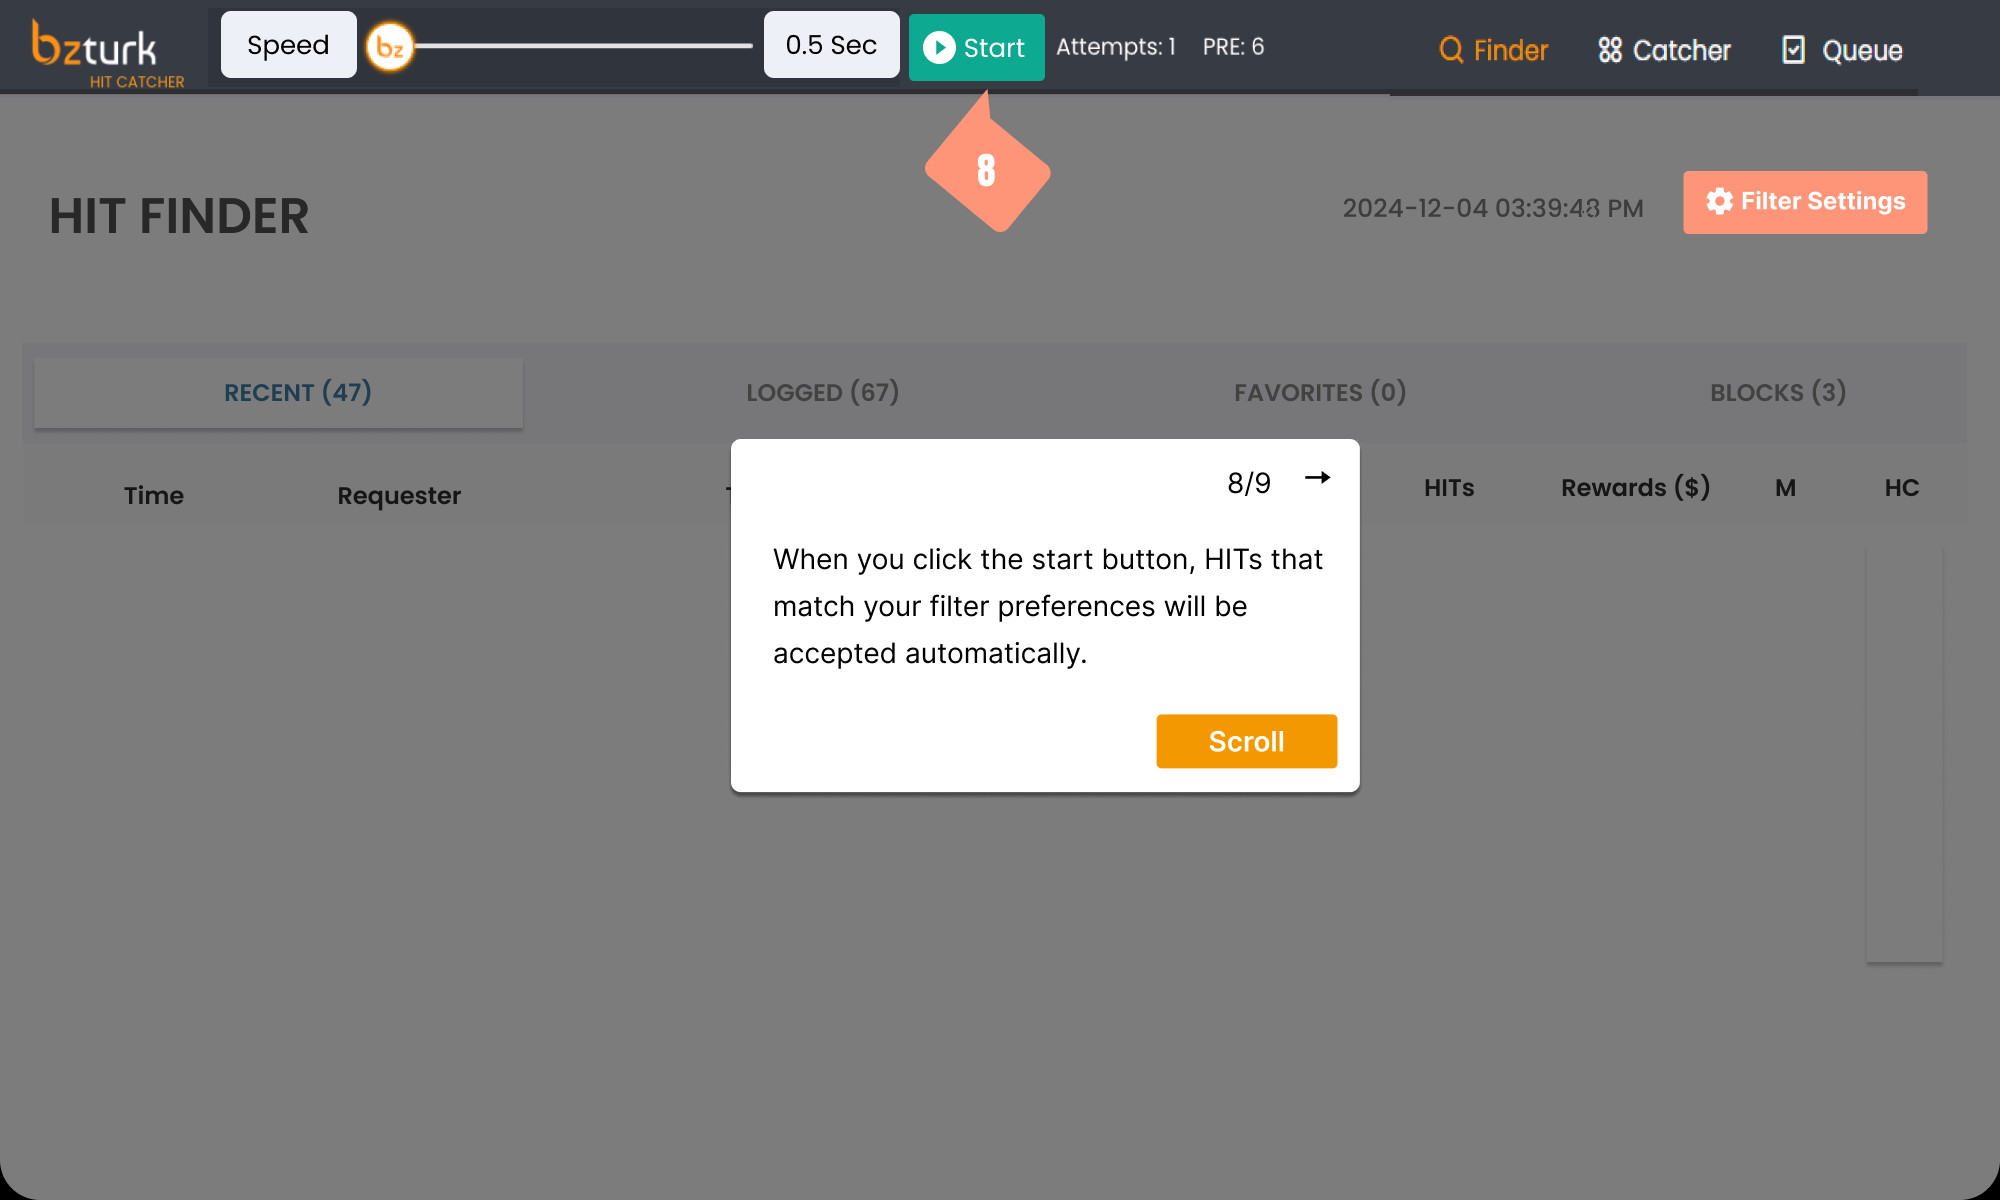 bzturk
HIT CATCHER
Speed
bz
0.5 Sec
Start
Attempts: 1
PRE: 6
Finder
Catcher
Queue
8
HIT FINDER
2024-12-04 03:39:48 PM
Filter Settings
RECENT (47)
LOGGED (67)
FAVORITES (0)
BLOCKS (3)
Time
Requester
HITs
Rewards ($)
M
HC
8/9
When you click the start button, HITs that
match your filter preferences will be
accepted automatically.
Scroll